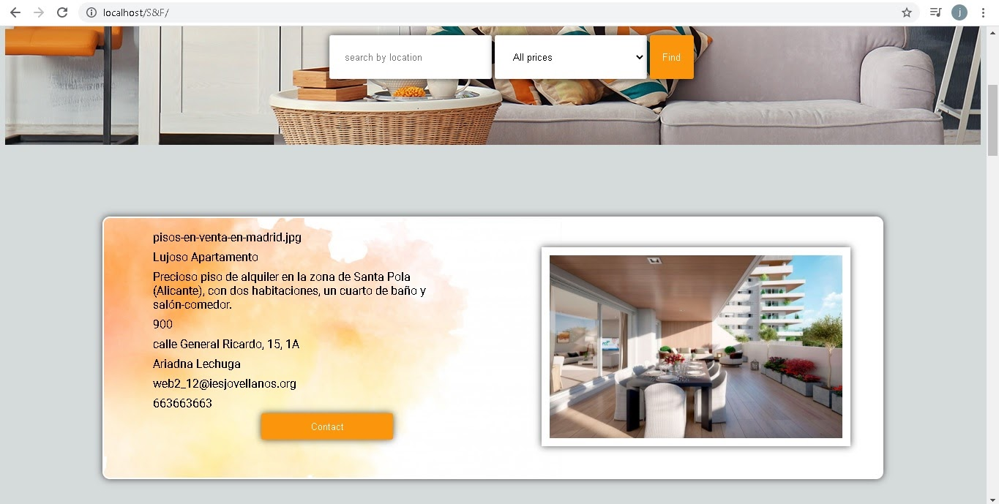 localhost/S&F/
j
search by location
All prices
Find
pisos-en-venta-en-madrid.jpg
Lujoso Apartamento
Precioso piso de alquiler en la zona de Santa Pola
(Alicante), con dos habitaciones, un cuarto de baño y
salón-comedor.
900
calle General Ricardo, 15, 1A
Ariadna Lechuga
web2_12@iesjovellanos.org
663663663
Contact